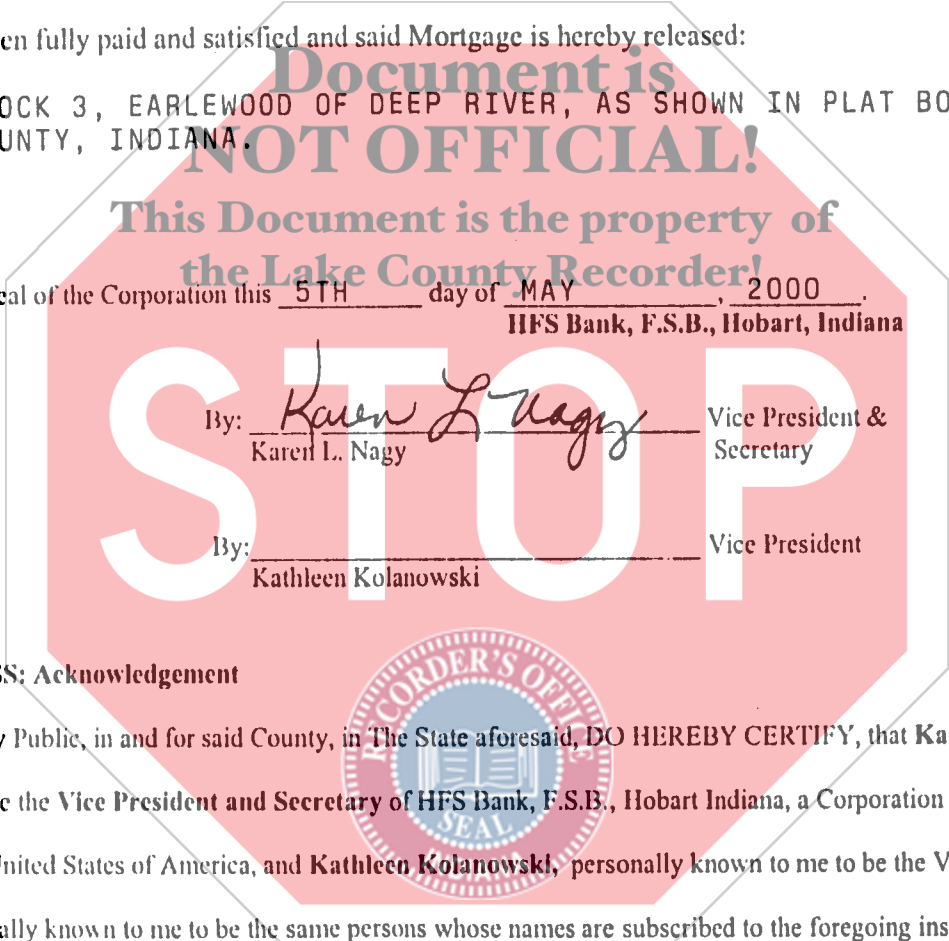 en fully paid and satisfied and said Mortgage is hereby released:
Document is
OCK 3, EARLEWOOD OF DEEP RIVER, AS SHOWN IN PLAT BO
UNTY, INDIANA.
NOT OFFICIAL!
This Document is the property of
the Lake County Recorder!
eal of the Corporation this 5TH day of MAY, 2000.
HFS Bank, F.S.B., Hobart, Indiana
STOP
By: Karen L Nagy Vice President &
Karen L. Nagy Secretary
By: Vice President
Kathleen Kolanowski
RECORDER'S OFFICE
SS: Acknowledgement
y Public, in and for said County, in The State aforesaid, DO HEREBY CERTIFY, that Ka
e the Vice President and Secretary of HFS Bank, F.S.B., Hobart Indiana, a Corporation
SEAL
INDIANA
United States of America, and Kathleen Kolanowski, personally known to me to be the V
ally known to me to be the same persons whose names are subscribed to the foregoing ins